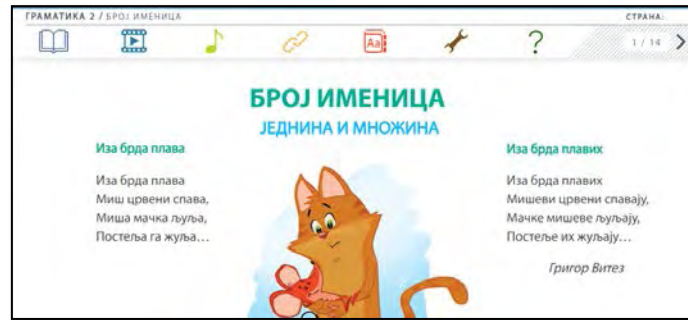 ГРАМАТИКА 2 / БРОЈ ИМЕНИЦА
СТРАНА:
Aa
?
1 / 14
БРОЈ ИМЕНИЦА
ЈЕДНИНА И МНОЖИНА
Иза брда плава
Иза брда плава
Миш црвени спава,
Миша мачка љуља,
Постеља га жуља...
Иза брда плавих
Иза брда плавих
Мишеви црвени спавају,
Мачке мишеве љуљају,
Постеље их жуљају...
Григор Витез